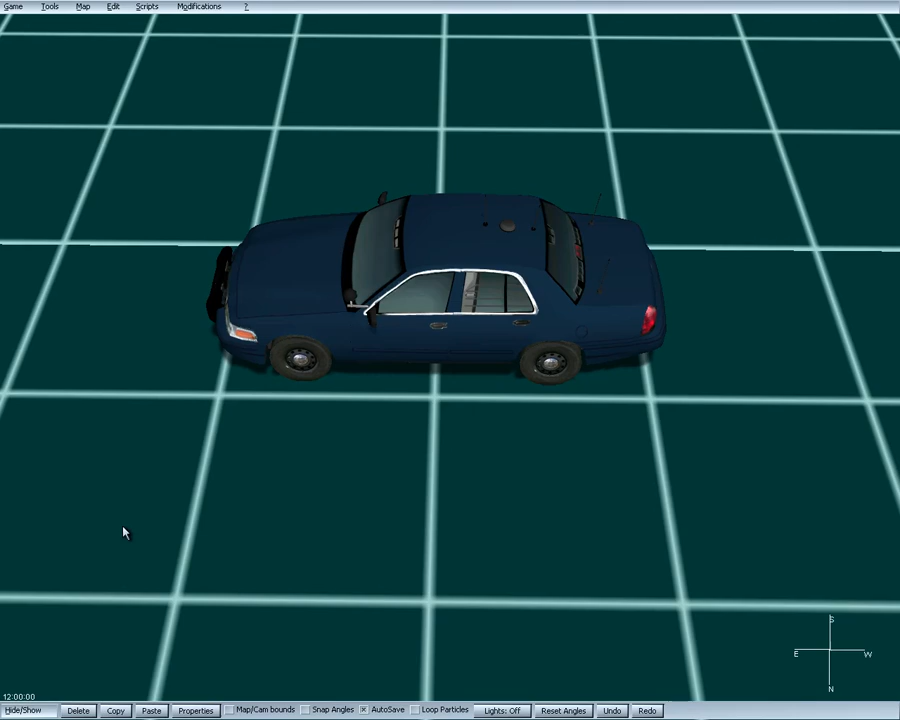 Game Tools Map Edit Scripts Modifications ?
S
E W
N
12:00:00
Hide/Show Delete Copy Paste Properties Map/Cam bounds Snap Angles AutoSave Loop Particles Lights: Off Reset Angles Undo Redo